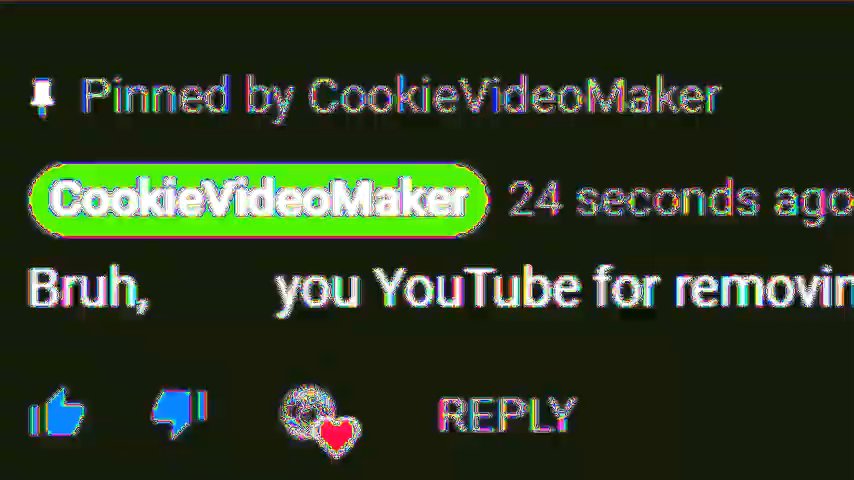 Pinned by CookieVideoMaker
CookieVideoMaker 24 seconds ago
Bruh, you YouTube for removin
REPLY